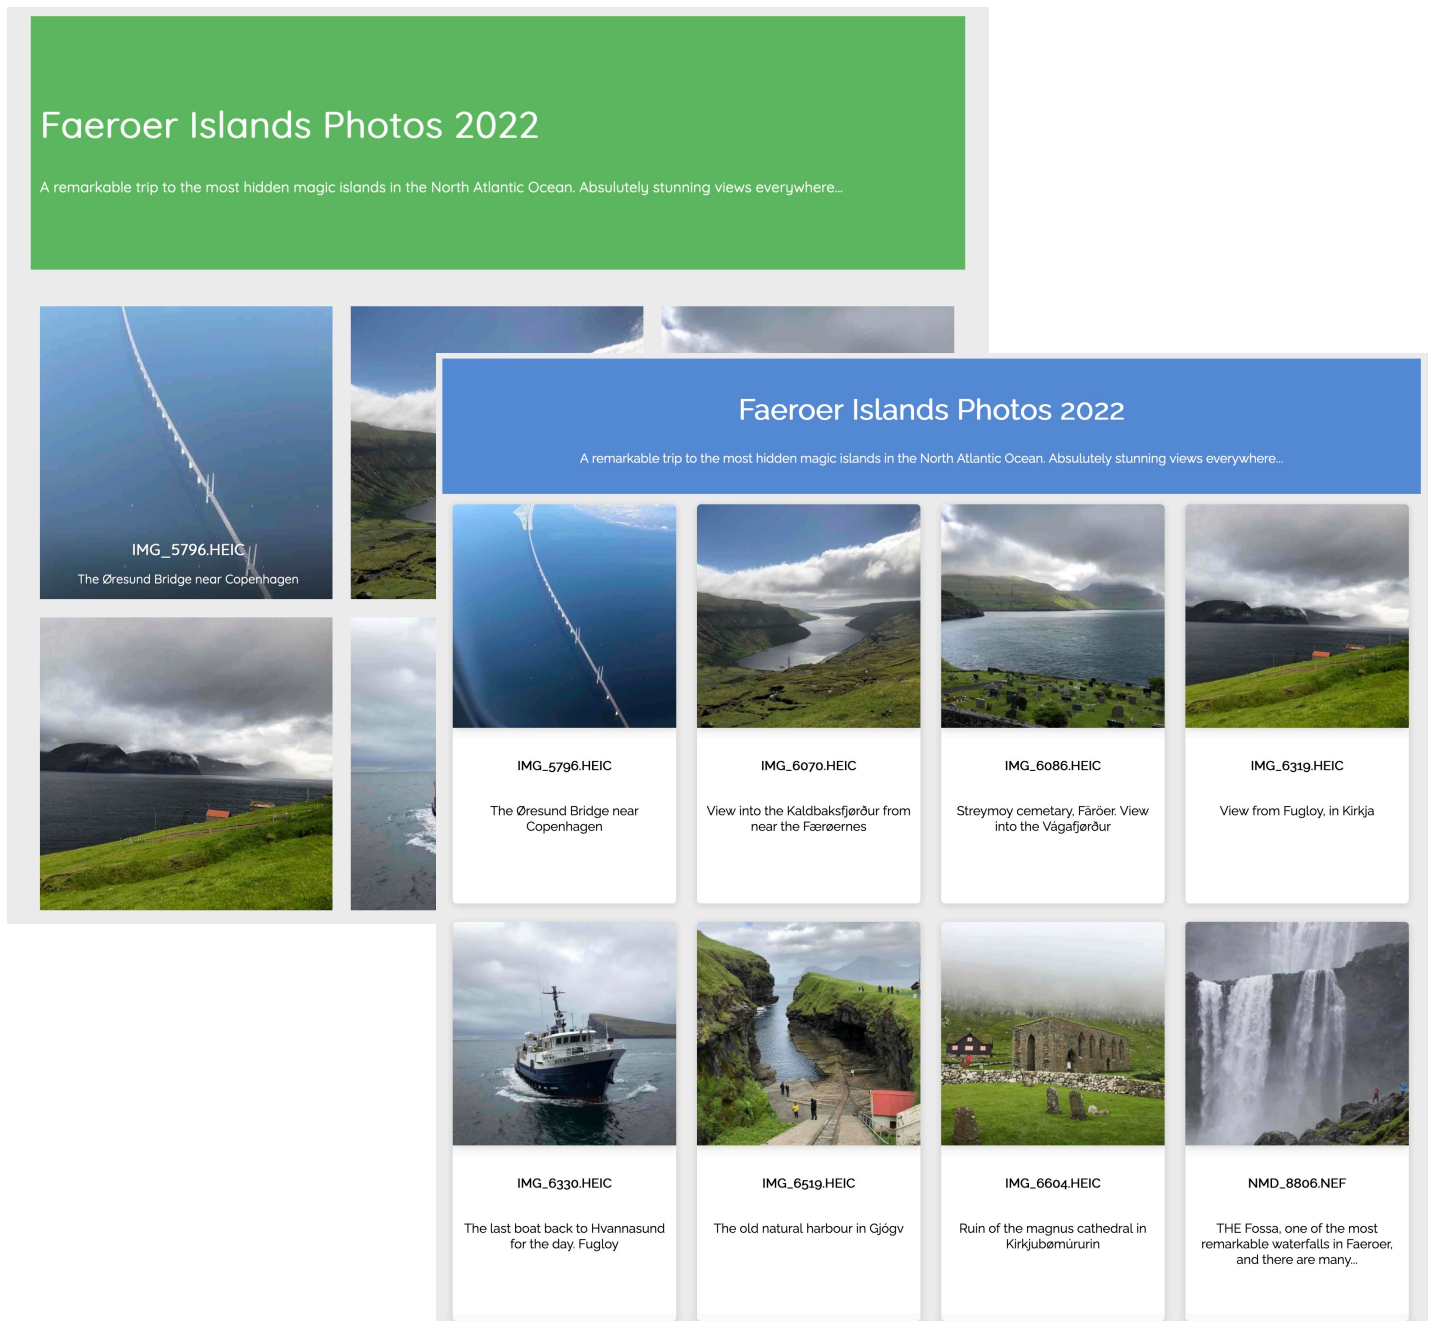 Faeroer Islands Photos 2022
A remarkable trip to the most hidden magic islands in the North Atlantic Ocean. Absulutely stunning views everywhere...
IMG_5796.HEIC
The Øresund Bridge near Copenhagen
Faeroer Islands Photos 2022
A remarkable trip to the most hidden magic islands in the North Atlantic Ocean. Absulutely stunning views everywhere...
IMG_5796.HEIC
The Øresund Bridge near
Copenhagen
IMG_6070.HEIC
View into the Kaldbaksfjørður from
near the Færøernes
IMG_6086.HEIC
Streymoy cemetary, Färöer. View
into the Vágafjørður
IMG_6319.HEIC
View from Fugloy, in Kirkja
IMG_6330.HEIC
The last boat back to Hvannasund
for the day. Fugloy
IMG_6519.HEIC
The old natural harbour in Gjógv
IMG_6604.HEIC
Ruin of the magnus cathedral in
Kirkjubømúrurin
NMD_8806.NEF
THE Fossa, one of the most
remarkable waterfalls in Faeroer,
and there are many...